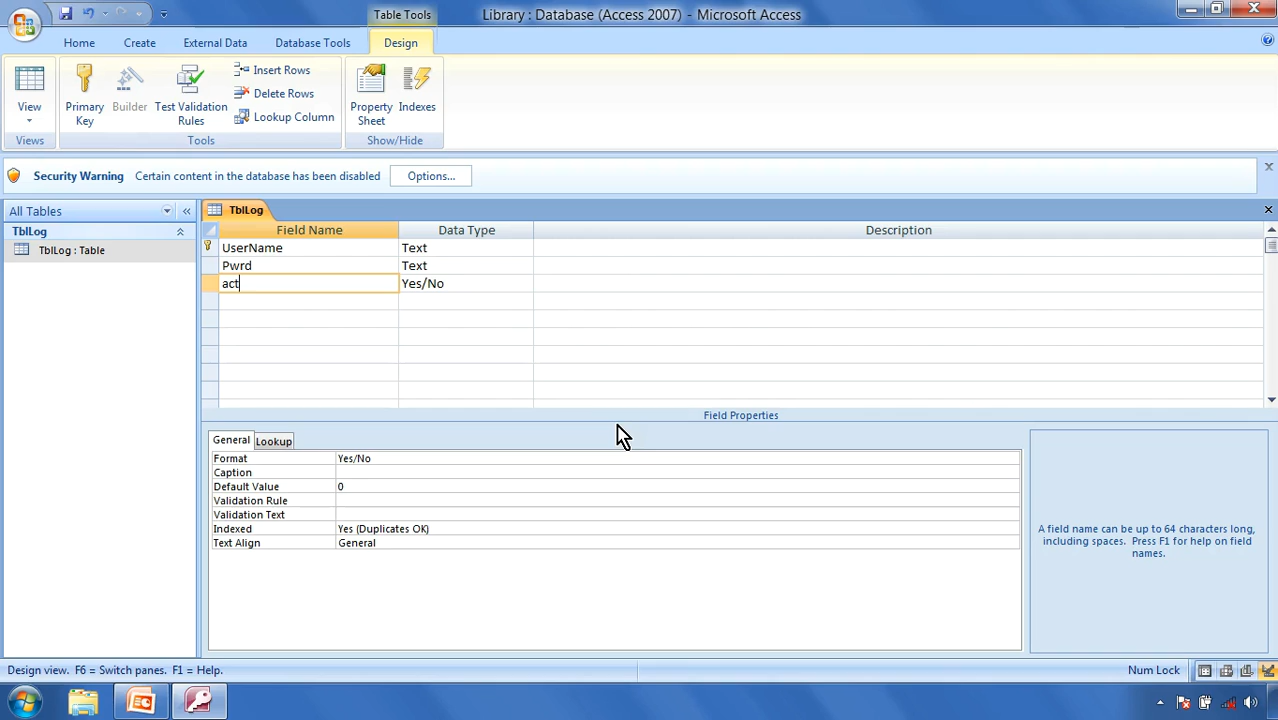 Table Tools
Library : Database (Access 2007) - Microsoft Access
Home
Create
External Data
Database Tools
Design
View
Primary Key
Builder
Test Validation Rules
Insert Rows
Delete Rows
Lookup Column
Property Sheet
Indexes
Views
Tools
Show/Hide
Security Warning
Certain content in the database has been disabled
Options...
All Tables
TblLog
TblLog : Table
TblLog
Field Name
Data Type
Description
UserName
Text
Pwrd
Text
act
Yes/No
Field Properties
General
Lookup
Format
Yes/No
Caption
Default Value
0
Validation Rule
Validation Text
Indexed
Yes (Duplicates OK)
Text Align
General
A field name can be up to 64 characters long,
including spaces. Press F1 for help on field
names.
Design view. F6 = Switch panes. F1 = Help.
Num Lock